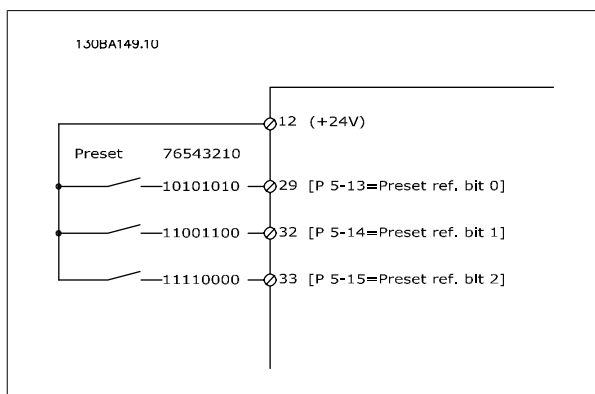 130BA149.10
12 (+24V)
Preset 76543210
10101010 29 [P 5-13=Preset ref. bit 0]
11001100 32 [P 5-14=Preset ref. bit 1]
11110000 33 [P 5-15=Preset ref. bit 2]